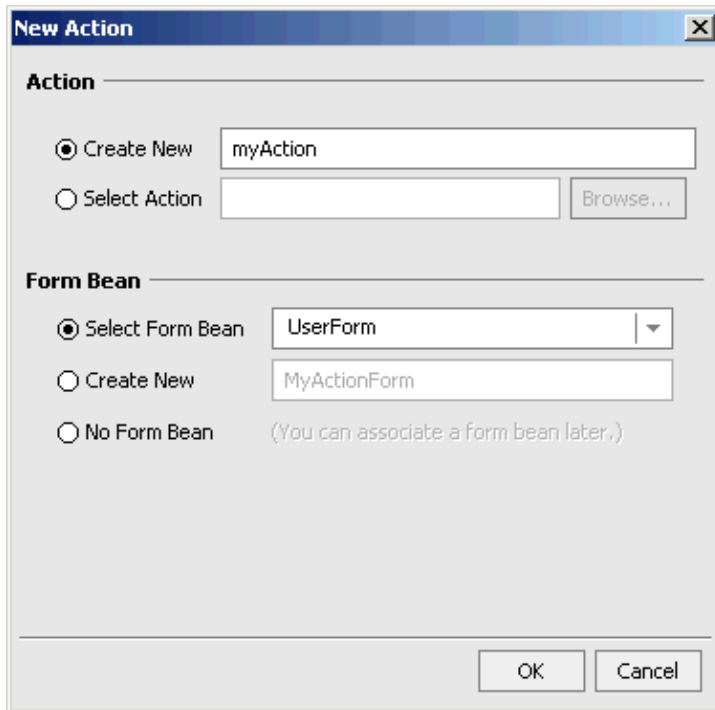 New Action
Action
Create New myAction
Select Action Browse...
Form Bean
Select Form Bean UserForm
Create New MyActionForm
No Form Bean (You can associate a form bean later.)
OK Cancel